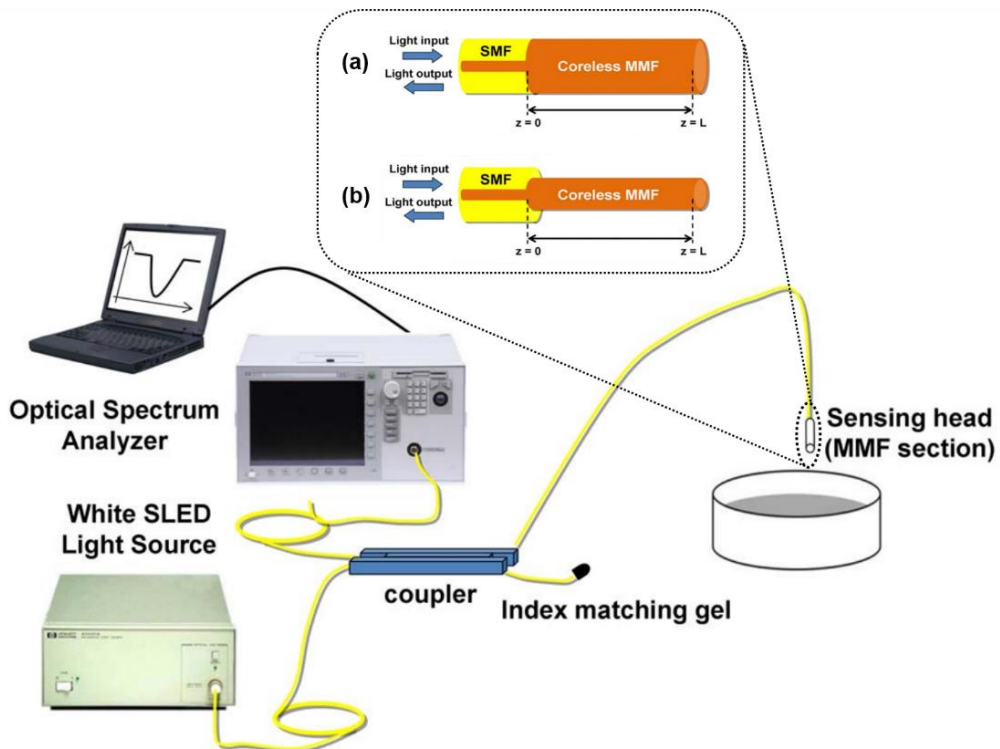 Light input
(a)
SMF
Coreless MMF
Light output
z = 0
z = L
Light input
(b)
SMF
Coreless MMF
Light output
z = 0
z = L
Optical Spectrum
Analyzer
Sensing head
(MMF section)
White SLED
Light Source
coupler
Index matching gel